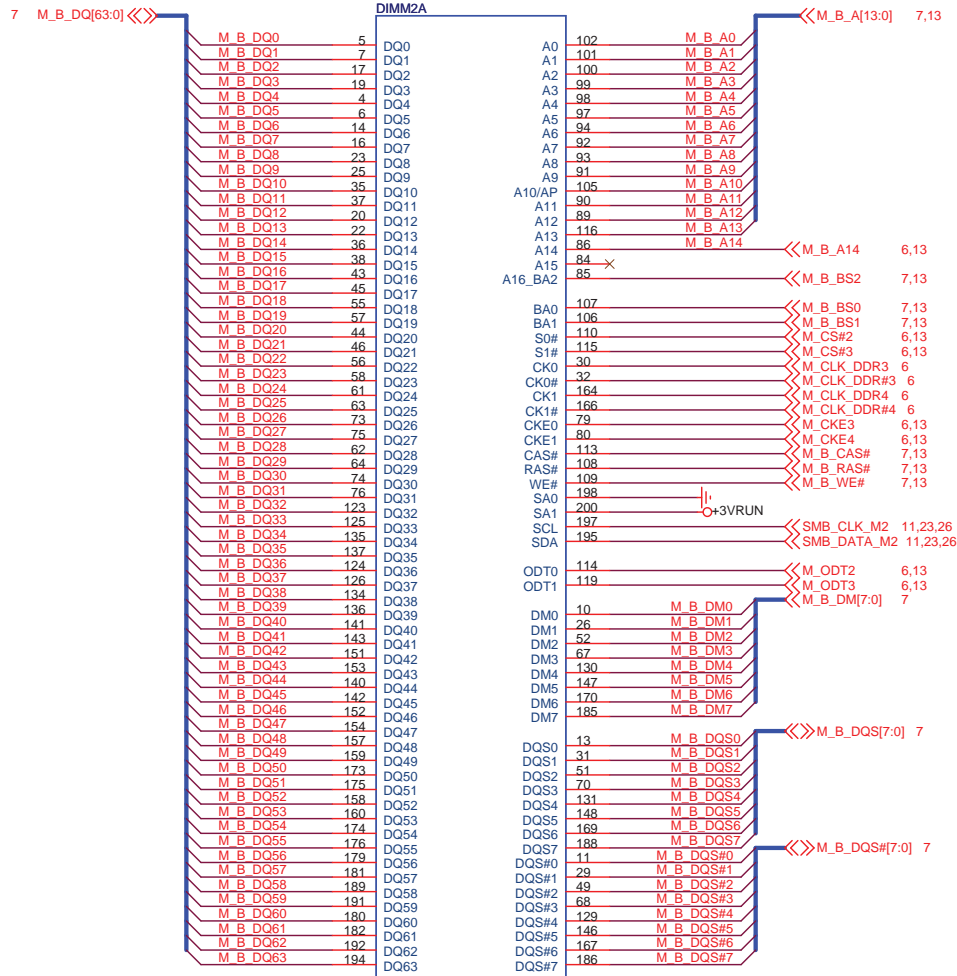 7 M_B_DQ[63:0] DIMM2A M_B_A[13:0] 7,13
M_B_DQ0 5 DQ0 A0 102 M_B_A0
M_B_DQ1 7 DQ1 A1 101 M_B_A1
M_B_DQ2 17 DQ2 A2 100 M_B_A2
M_B_DQ3 19 DQ3 A3 99 M_B_A3
M_B_DQ4 4 DQ4 A4 98 M_B_A4
M_B_DQ5 6 DQ5 A5 97 M_B_A5
M_B_DQ6 14 DQ6 A6 94 M_B_A6
M_B_DQ7 16 DQ7 A7 92 M_B_A7
M_B_DQ8 23 DQ8 A8 93 M_B_A8
M_B_DQ9 25 DQ9 A9 91 M_B_A9
M_B_DQ10 35 DQ10 A10/AP 105 M_B_A10
M_B_DQ11 37 DQ11 A11 90 M_B_A11
M_B_DQ12 20 DQ12 A12 89 M_B_A12
M_B_DQ13 22 DQ13 A13 116 M_B_A13
M_B_DQ14 36 DQ14 A14 86 M_B_A14 M_B_A14 6,13
M_B_DQ15 38 DQ15 A15 84
M_B_DQ16 43 DQ16 A16_BA2 85 M_B_BS2 7,13
M_B_DQ17 45 DQ17
M_B_DQ18 55 DQ18 BA0 107 M_B_BS0 7,13
M_B_DQ19 57 DQ19 BA1 106 M_B_BS1 7,13
M_B_DQ20 44 DQ20 S0# 110 M_CS#2 6,13
M_B_DQ21 46 DQ21 S1# 115 M_CS#3 6,13
M_B_DQ22 56 DQ22 CK0 30 M_CLK_DDR3 6
M_B_DQ23 58 DQ23 CK0# 32 M_CLK_DDR#3 6
M_B_DQ24 61 DQ24 CK1 164 M_CLK_DDR4 6
M_B_DQ25 63 DQ25 CK1# 166 M_CLK_DDR#4 6
M_B_DQ26 73 DQ26 CKE0 79 M_CKE3 6,13
M_B_DQ27 75 DQ27 CKE1 80 M_CKE4 6,13
M_B_DQ28 62 DQ28 CAS# 113 M_B_CAS# 7,13
M_B_DQ29 64 DQ29 RAS# 108 M_B_RAS# 7,13
M_B_DQ30 74 DQ30 WE# 109 M_B_WE# 7,13
M_B_DQ31 76 DQ31 SA0 198
M_B_DQ32 123 DQ32 SA1 200 +3VRUN
M_B_DQ33 125 DQ33 SCL 197 SMB_CLK_M2 11,23,26
M_B_DQ34 135 DQ34 SDA 195 SMB_DATA_M2 11,23,26
M_B_DQ35 137 DQ35
M_B_DQ36 124 DQ36 ODT0 114 M_ODT2 6,13
M_B_DQ37 126 DQ37 ODT1 119 M_ODT3 6,13
M_B_DQ38 134 DQ38 M_B_DM[7:0] 7
M_B_DQ39 136 DQ39 DM0 10 M_B_DM0
M_B_DQ40 141 DQ40 DM1 26 M_B_DM1
M_B_DQ41 143 DQ41 DM2 52 M_B_DM2
M_B_DQ42 151 DQ42 DM3 67 M_B_DM3
M_B_DQ43 153 DQ43 DM4 130 M_B_DM4
M_B_DQ44 140 DQ44 DM5 147 M_B_DM5
M_B_DQ45 142 DQ45 DM6 170 M_B_DM6
M_B_DQ46 152 DQ46 DM7 185 M_B_DM7
M_B_DQ47 154 DQ47 M_B_DQS[7:0] 7
M_B_DQ48 157 DQ48 DQS0 13 M_B_DQS0
M_B_DQ49 159 DQ49 DQS1 31 M_B_DQS1
M_B_DQ50 173 DQ50 DQS2 51 M_B_DQS2
M_B_DQ51 175 DQ51 DQS3 70 M_B_DQS3
M_B_DQ52 158 DQ52 DQS4 131 M_B_DQS4
M_B_DQ53 160 DQ53 DQS5 148 M_B_DQS5
M_B_DQ54 174 DQ54 DQS6 169 M_B_DQS6
M_B_DQ55 176 DQ55 DQS7 188 M_B_DQS7 M_B_DQS#[7:0] 7
M_B_DQ56 179 DQ56 DQS#0 11 M_B_DQS#0
M_B_DQ57 181 DQ57 DQS#1 29 M_B_DQS#1
M_B_DQ58 189 DQ58 DQS#2 49 M_B_DQS#2
M_B_DQ59 191 DQ59 DQS#3 68 M_B_DQS#3
M_B_DQ60 180 DQ60 DQS#4 129 M_B_DQS#4
M_B_DQ61 182 DQ61 DQS#5 146 M_B_DQS#5
M_B_DQ62 192 DQ62 DQS#6 167 M_B_DQS#6
M_B_DQ63 194 DQ63 DQS#7 186 M_B_DQS#7